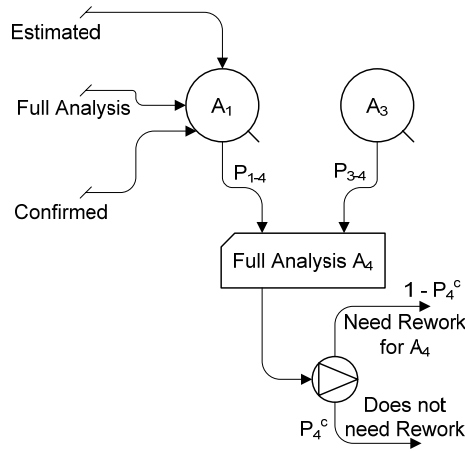 Estimated
Full Analysis
A₁
A₃
Confirmed
P₁₋₄
P₃₋₄
Full Analysis A₄
1 - P₄ᶜ
Need Rework
for A₄
Does not
need Rework
P₄ᶜ